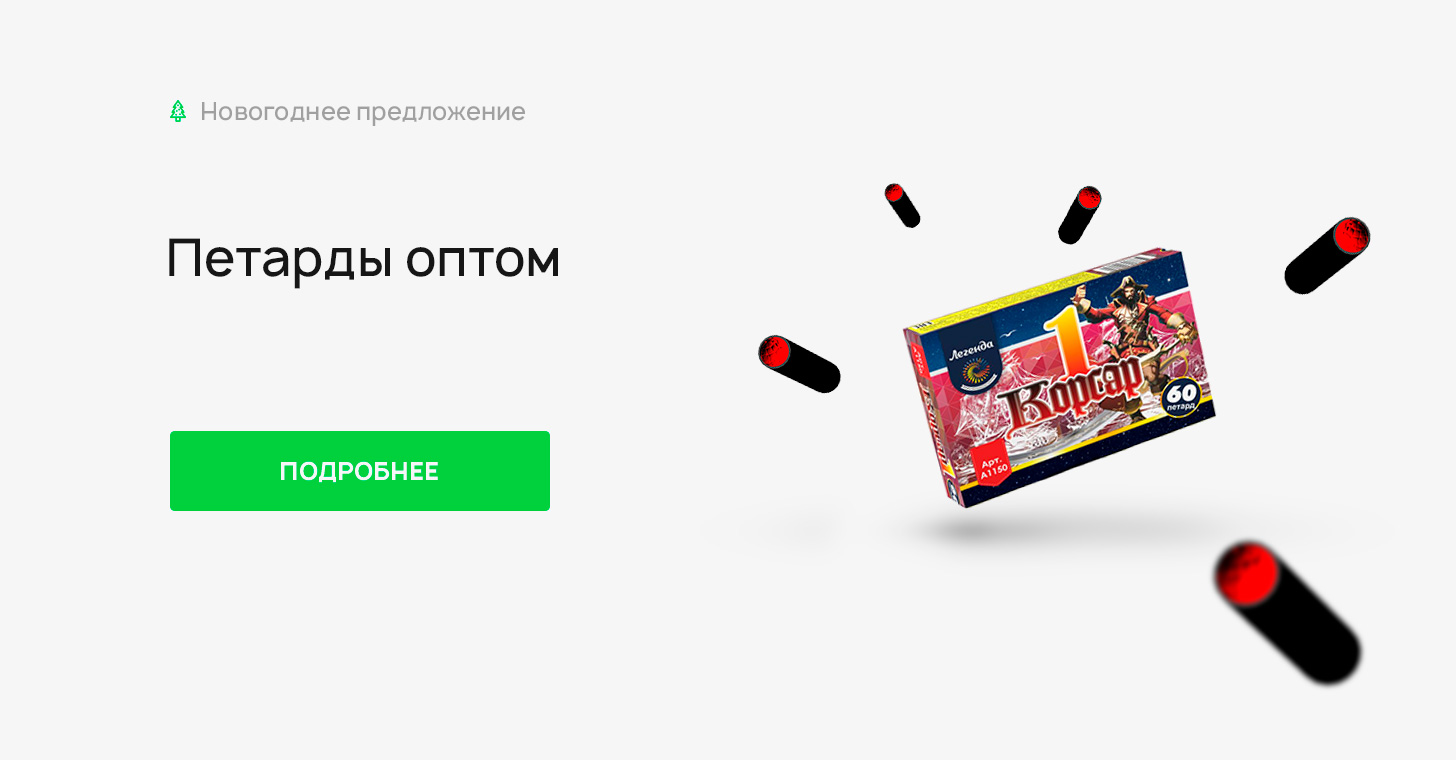 Новогоднее предложение
Петарды оптом
ПОДРОБНЕЕ
Легенда
1
Корсар
60
петард
Арт.
А1150